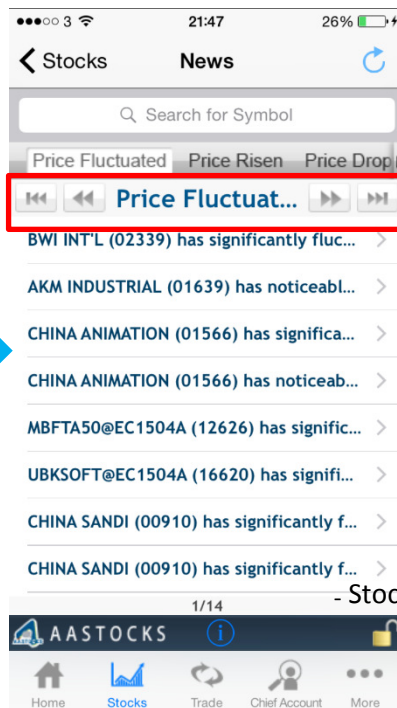 3 21:47 26%
Stocks News
Search for Symbol
Price Fluctuated Price Risen Price Drop
Price Fluctuat...
BWI INT'L (02339) has significantly fluc...
AKM INDUSTRIAL (01639) has noticeabl...
CHINA ANIMATION (01566) has significa...
CHINA ANIMATION (01566) has noticeab...
MBFTA50@EC1504A (12626) has signific...
UBKSOFT@EC1504A (16620) has signifi...
CHINA SANDI (00910) has significantly f...
CHINA SANDI (00910) has significantly f...
1/14 - Stoc
AASTOCKS i
Home Stocks Trade Chief Account More